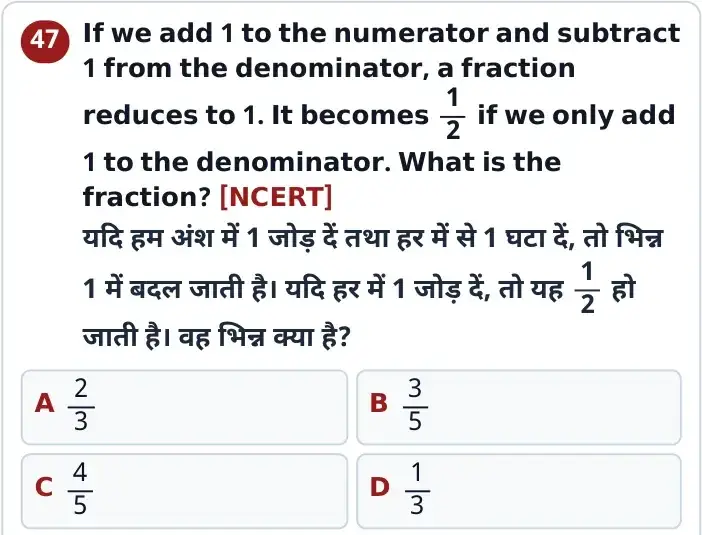 47 If we add 1 to the numerator and subtract
1 from the denominator, a fraction
reduces to 1. It becomes 1/2 if we only add
1 to the denominator. What is the
fraction? [NCERT]
यदि हम अंश में 1 जोड़ दें तथा हर में से 1 घटा दें, तो भिन्न
1 में बदल जाती है। यदि हर में 1 जोड़ दें, तो यह 1/2 हो
जाती है। वह भिन्न क्या है?
A 2/3
B 3/5
C 4/5
D 1/3